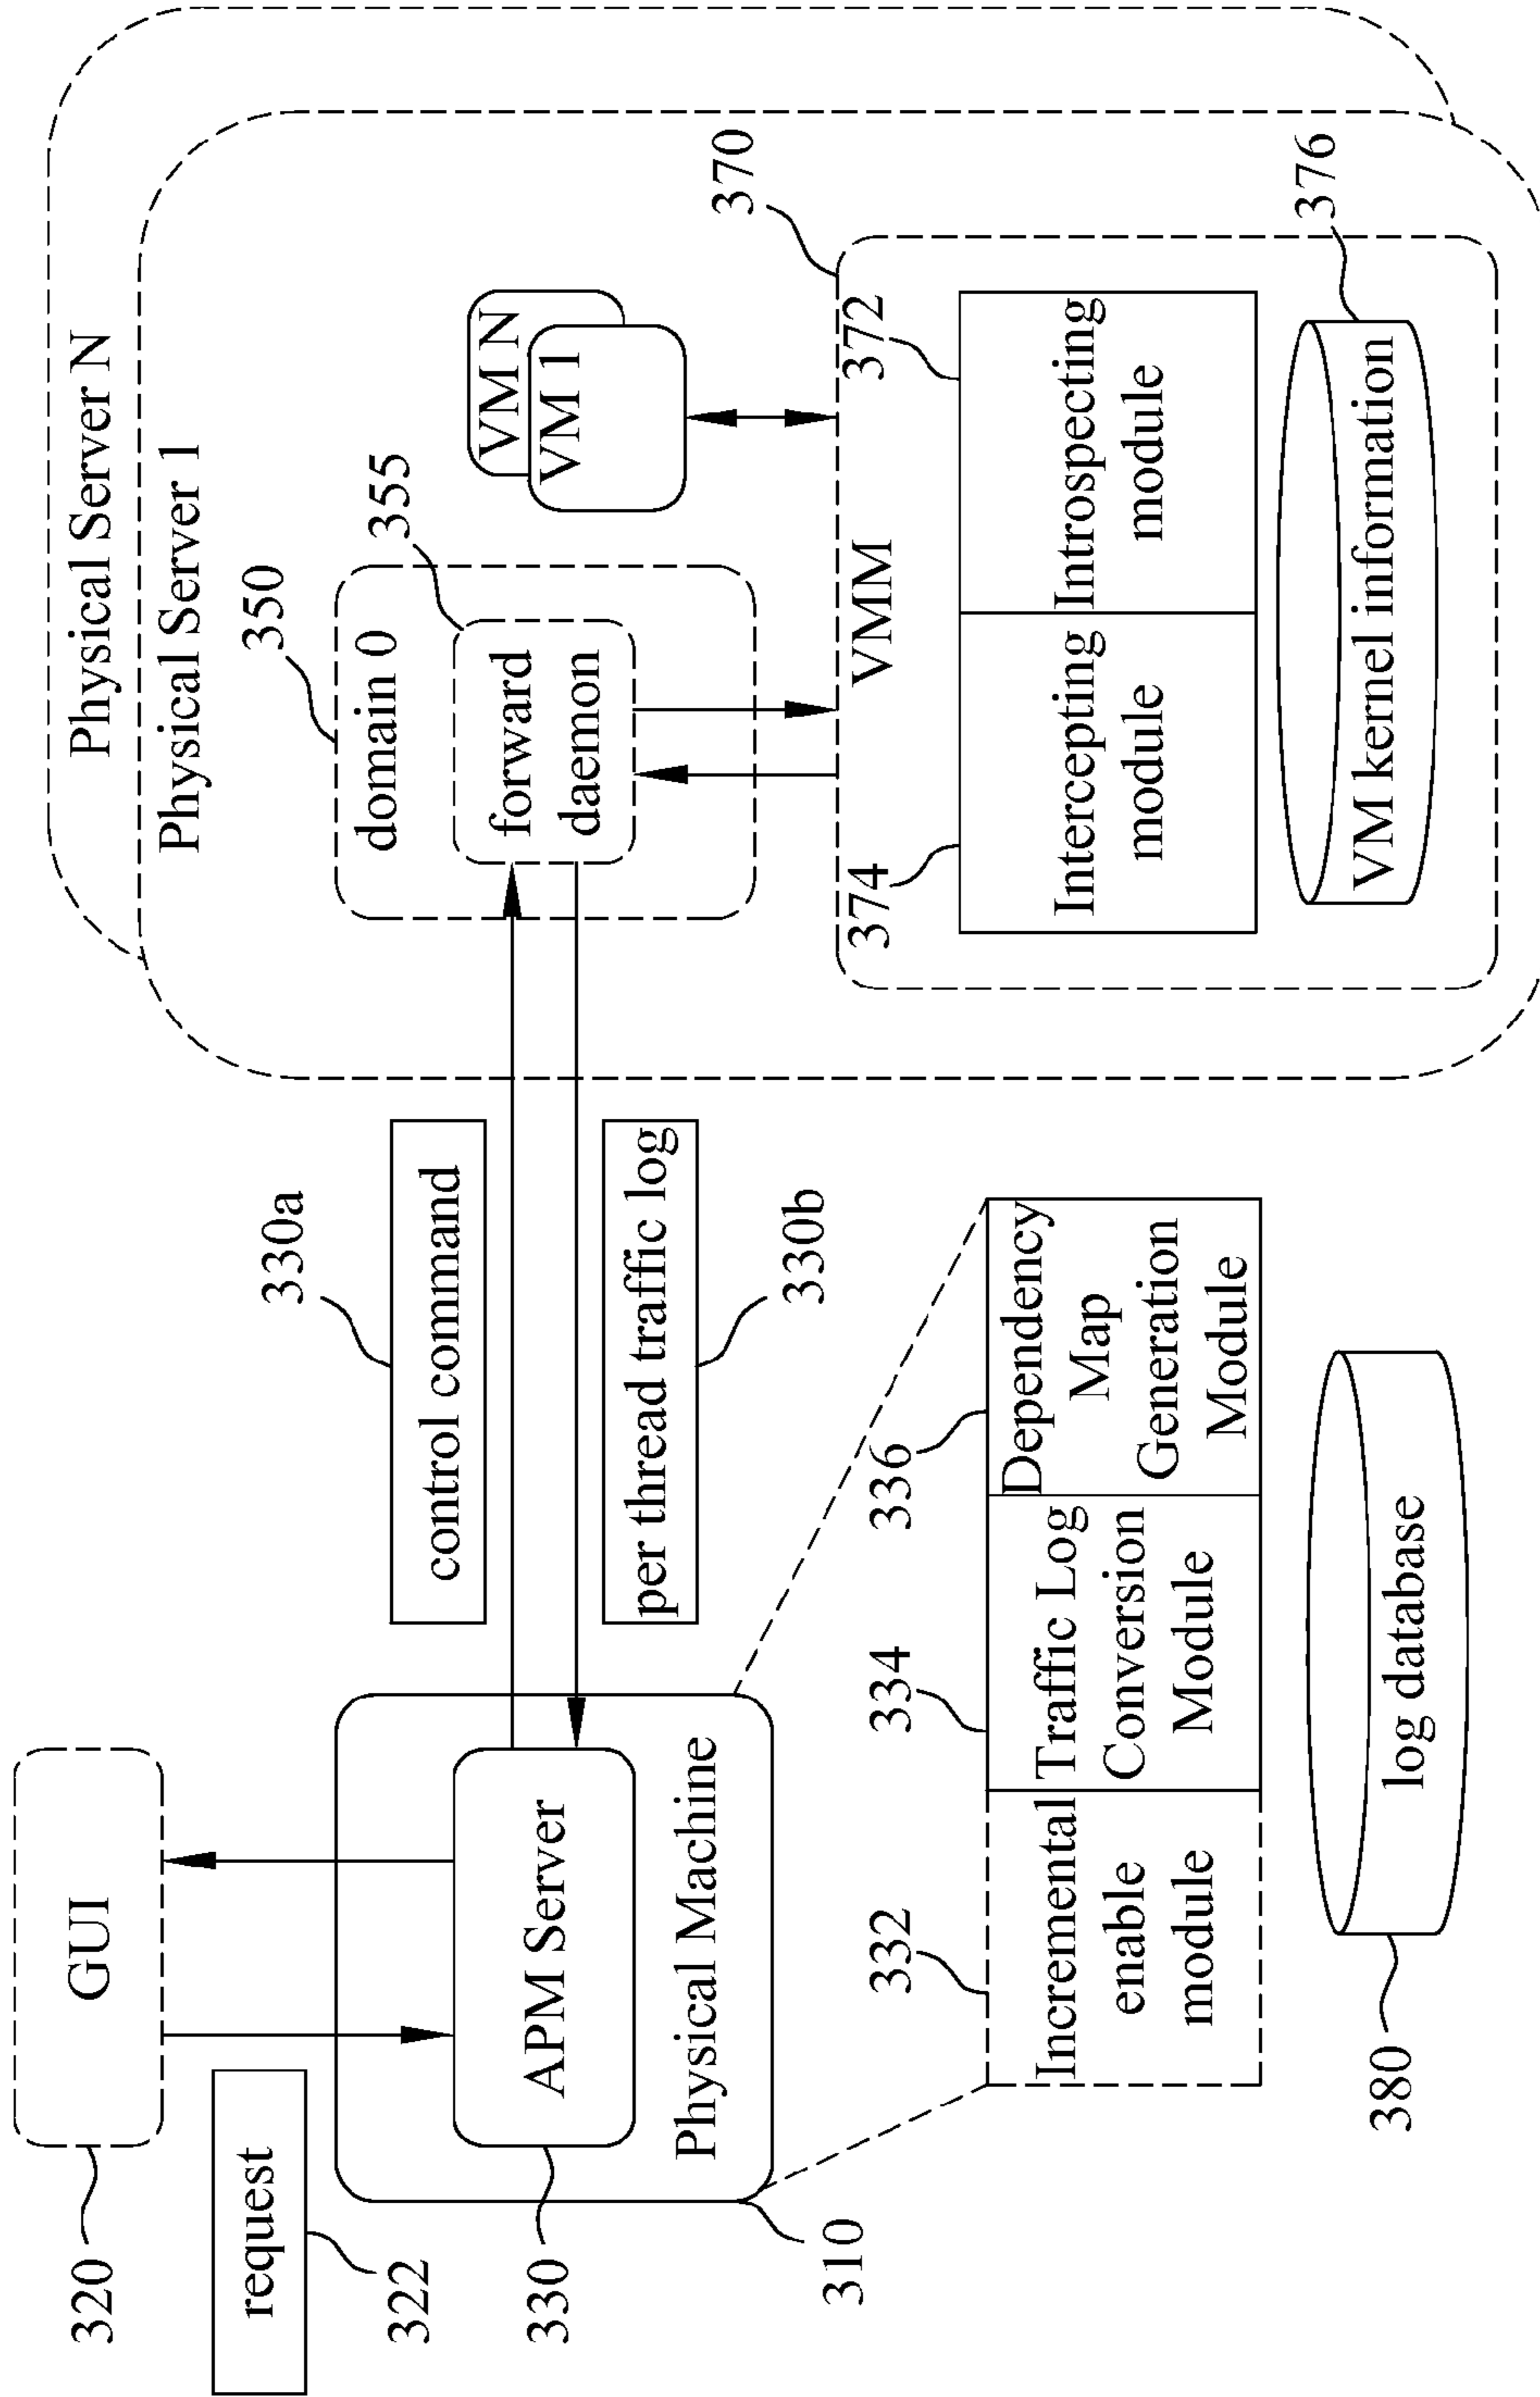 320
GUI
request
322
330
APM Server
Physical Machine
310
330a
control command
per thread traffic log
330b
332
Incremental
enable
module
334
Traffic Log
Conversion
Module
336
Dependency
Map
Generation
Module
380
log database
Physical Server N
Physical Server 1
350
domain 0
355
forward
daemon
VM N
VM 1
370
VMM
374
Intercepting
module
372
Introspecting
module
376
VM kernel information